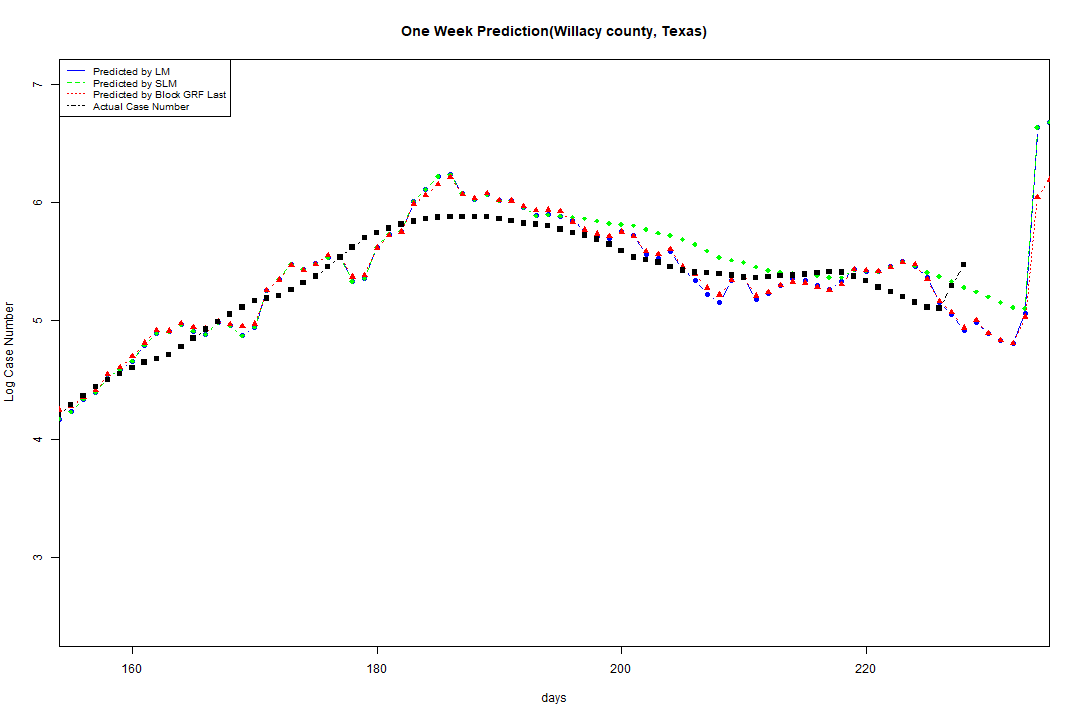 One Week Prediction(Willacy county, Texas)
Predicted by LM
Predicted by SLM
Predicted by Block GRF Last
Actual Case Number
7
6
5
4
3
Log Case Number
160
180
200
220
days